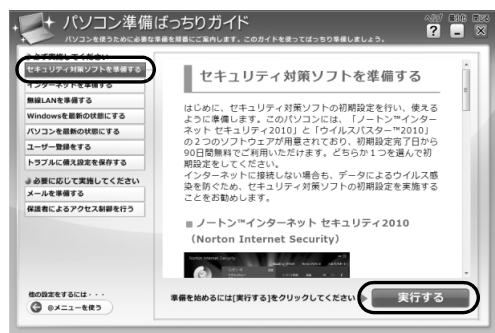 パソコン準備ばっちりガイド
パソコンを使うために必要な準備を順番にご案内します。このガイドを使ってばっちり準備しましょう。
必ず実施してください
セキュリティ対策ソフトを準備する
インターネットを準備する
無線LANを準備する
Windowsを最新の状態にする
パソコンを最新の状態にする
ユーザー登録をする
トラブルに備え設定を保存する
必要に応じて実施してください
メールを準備する
保護者によるアクセス制御を行う
他の設定をするには・・・
@メニューを使う
セキュリティ対策ソフトを準備する
はじめに、セキュリティ対策ソフトの初期設定を行い、使える
ように準備します。このパソコンには、「ノートン™インター
ネット セキュリティ2010」と「ウイルスバスター™2010」
の2つのソフトウェアが用意されており、初期設定完了日から
90日間無料でご利用いただけます。どちらか1つを選んで初
期設定をしてください。
インターネットに接続しない場合も、データによるウイルス感
染を防ぐため、セキュリティ対策ソフトの初期設定を実施する
ことをお勧めします。
■ ノートン™インターネット セキュリティ2010
（Norton Internet Security）
Norton Internet Security
準備を始めるには[実行する]をクリックしてください
実行する